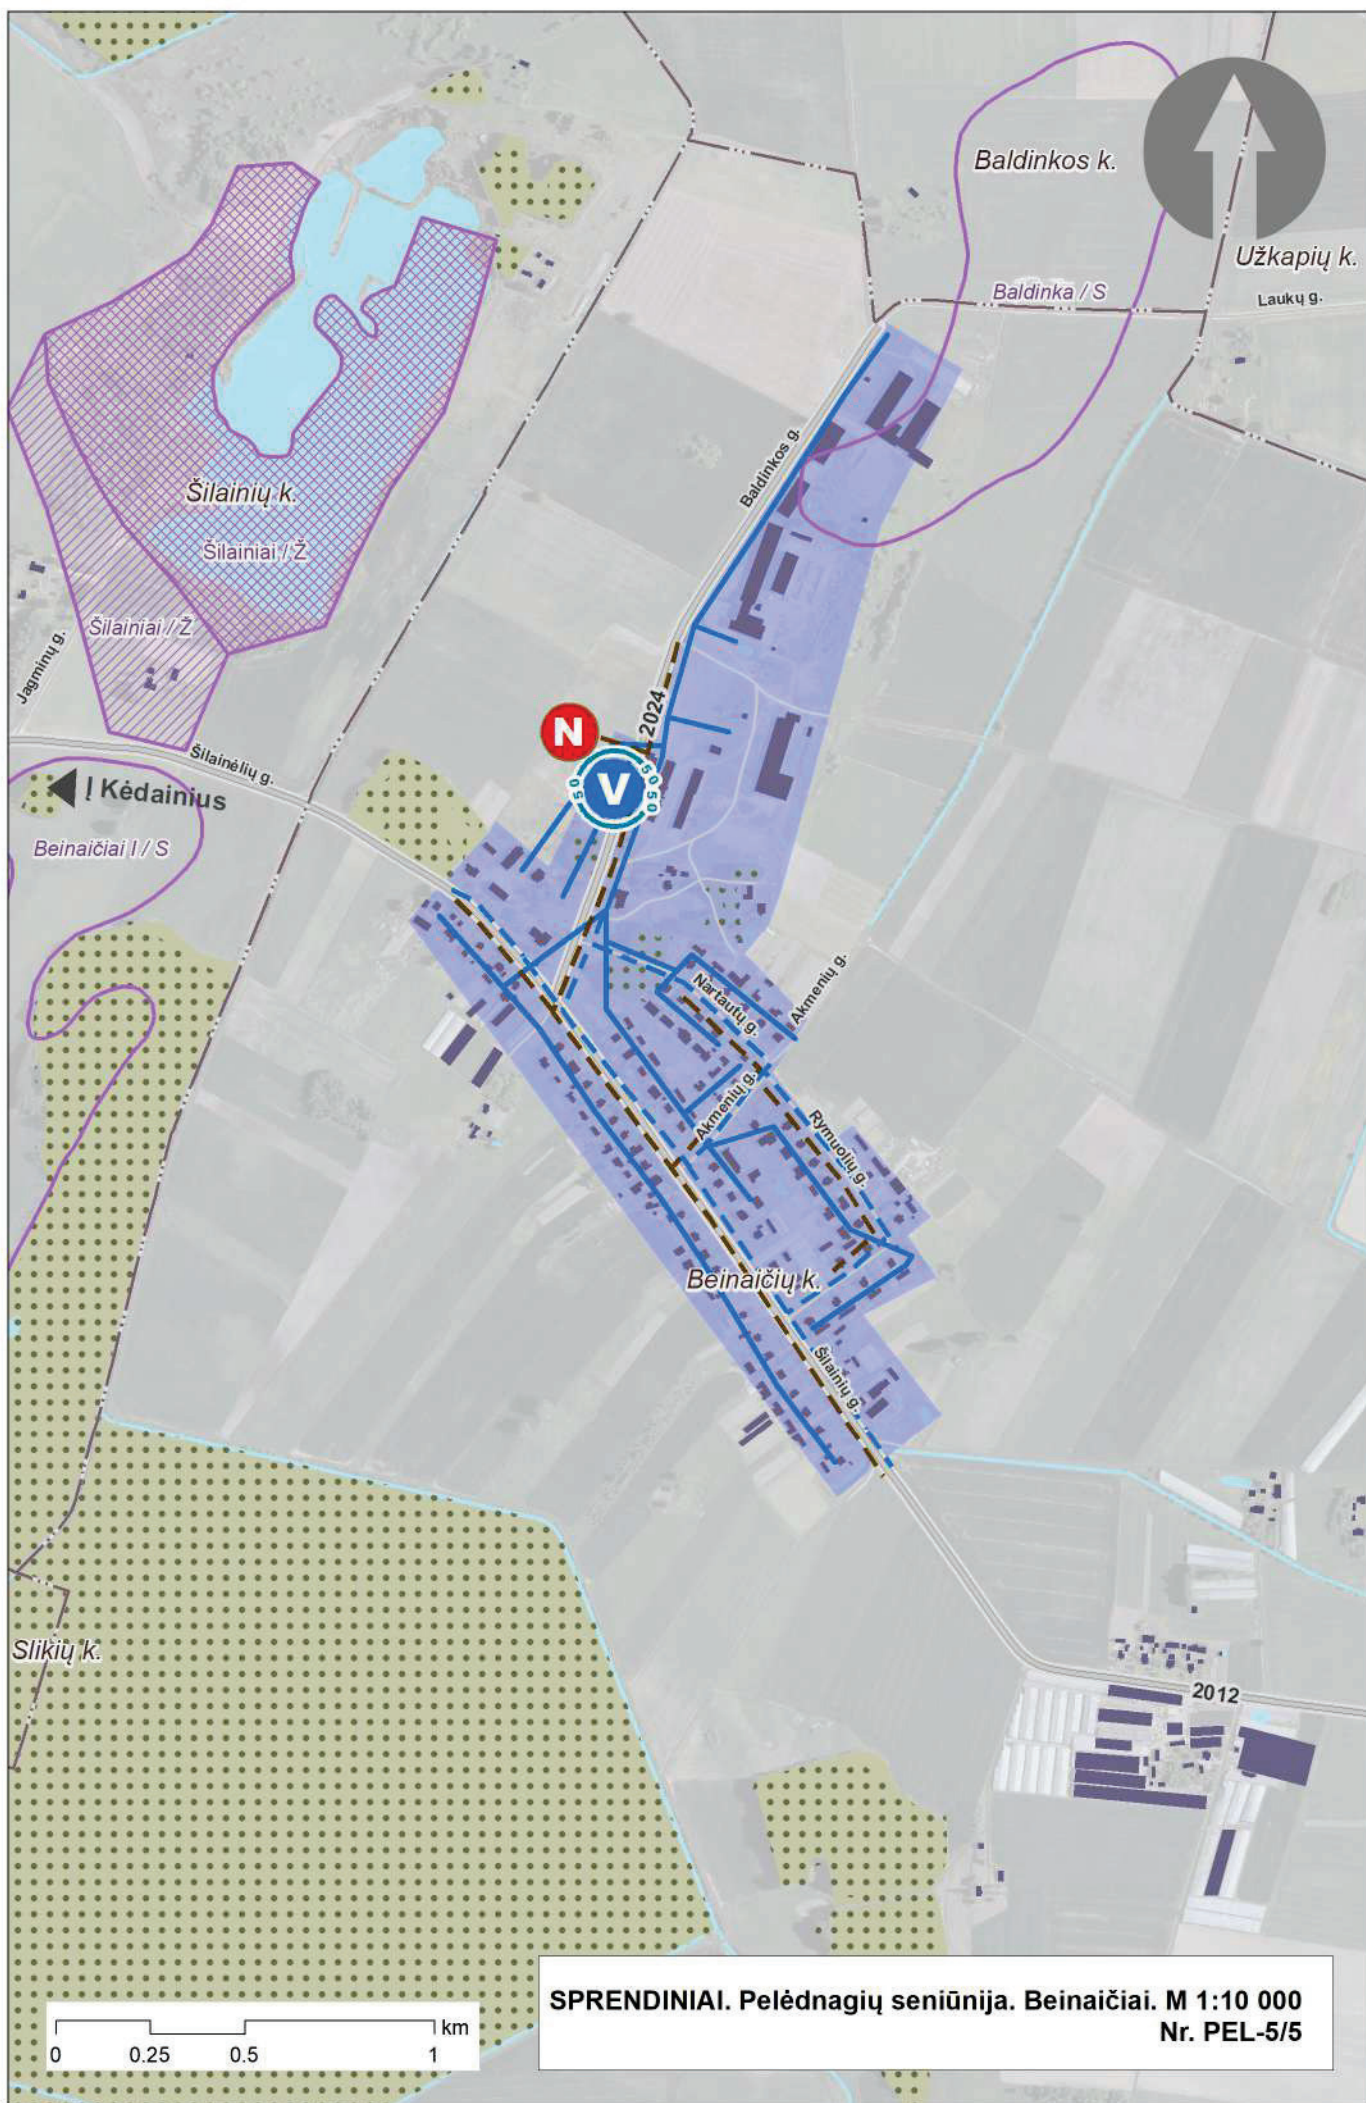 Baldinkos k.
Užkapių k.
Baldinka / S
Laukų g.
Baldinkos g.
Šilainių k.
Šilainiai / Ž
Šilainiai / Ž
Jagminų g.
2024
N
Šilainėlių g.
50
50
50
V
Į Kėdainius
Beinaičiai I / S
Akmenių g.
Nartautų g.
Akmenių g.
Rymuolių g.
Beinaičių k.
Šilainių g.
Slikių k.
2012
SPRENDINIAI. Pelėdnagių seniūnija. Beinaičiai. M 1:10 000
Nr. PEL-5/5
km
0 0.25 0.5 1